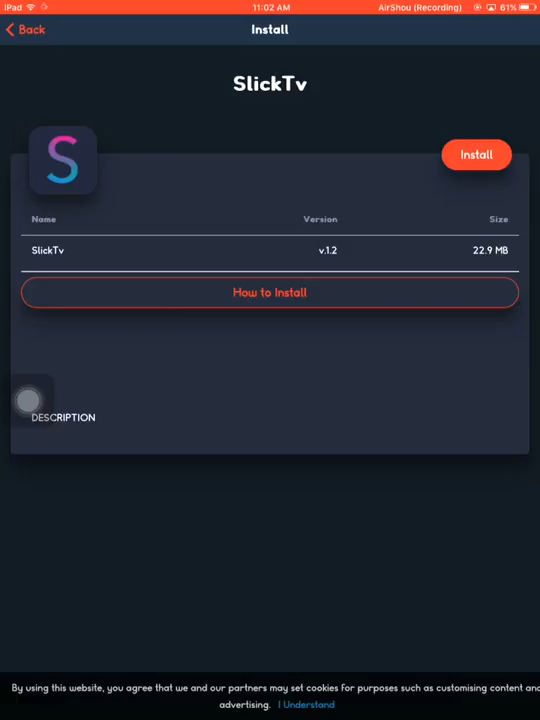 iPad 11:02 AM AirShou (Recording) 61%
Back Install
SlickTv
S
Install
Name Version Size
SlickTv v.1.2 22.9 MB
How to Install
DESCRIPTION
By using this website, you agree that we and our partners may set cookies for purposes such as customising content and
advertising. I Understand